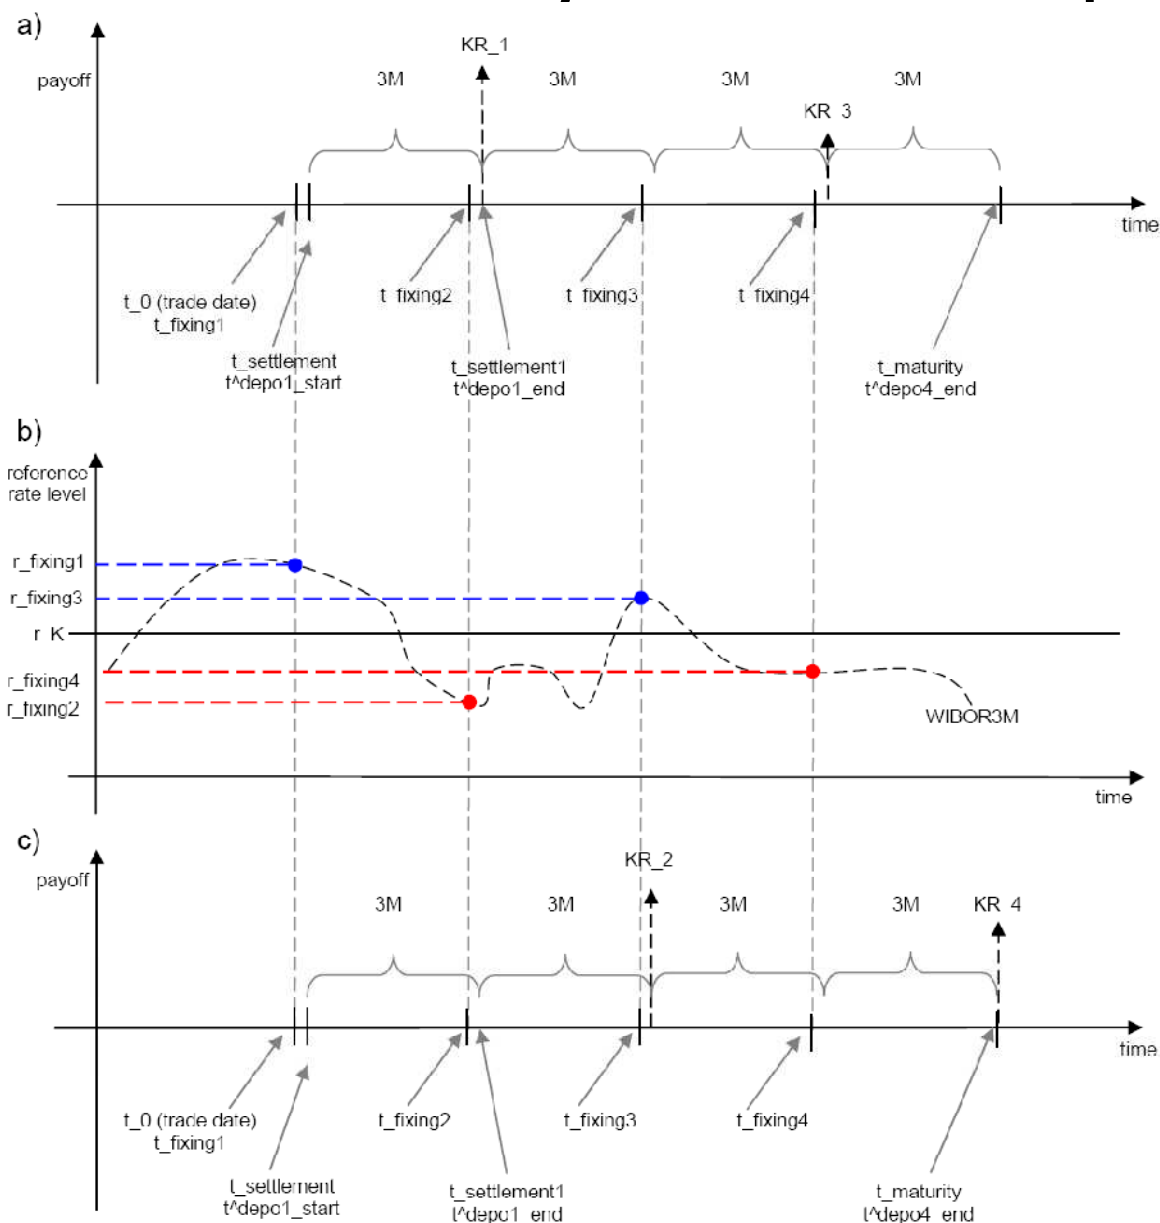 a)
KR_1
payoff
3M
3M
3M
3M
KR_3
time
t_0 (trade date)
t_fixing1
t_fixing2
t_fixing3
t_fixing4
t_settlement
t^depo1_start
t_settlement1
t^depo1_end
t_maturity
t^depo4_end
b)
reference
rate level
r_fixing1
r_fixing3
r_K
r_fixing4
r_fixing2
WIBOR3M
time
c)
KR_2
payoff
3M
3M
3M
3M
KR_4
time
t_0 (trade date)
t_fixing1
t_fixing2
t_fixing3
t_fixing4
t_settlement
t^depo1_start
t_settlement1
t^depo1_end
t_maturity
t^depo4_end